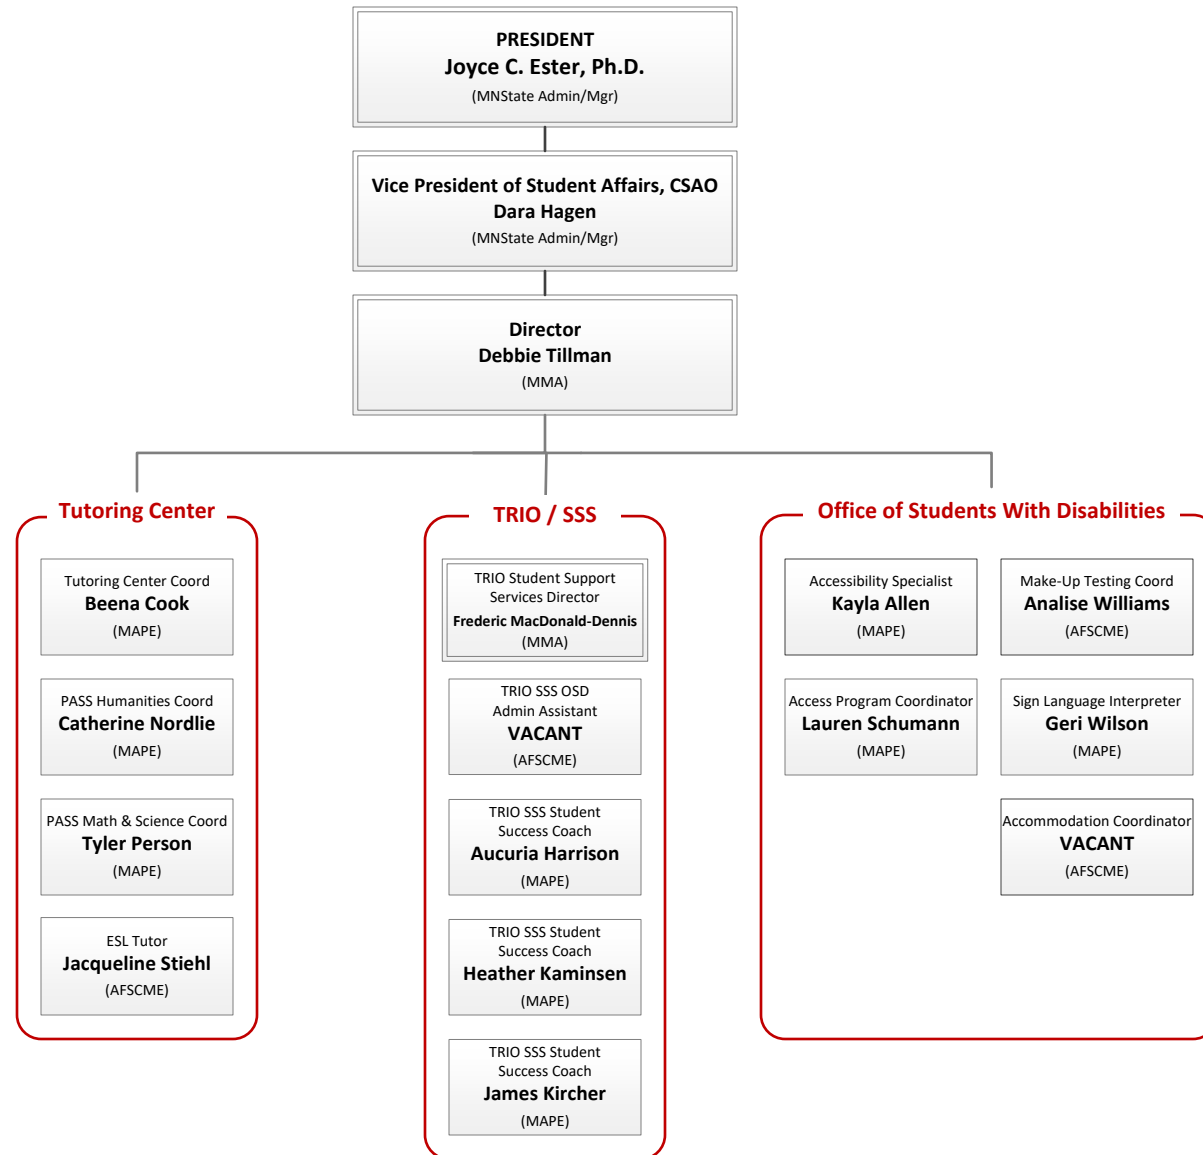 PRESIDENT
Joyce C. Ester, Ph.D.
(MNState Admin/Mgr)
Vice President of Student Affairs, CSAO
Dara Hagen
(MNState Admin/Mgr)
Director
Debbie Tillman
(MMA)
Tutoring Center
Tutoring Center Coord
Beena Cook
(MAPE)
PASS Humanities Coord
Catherine Nordlie
(MAPE)
PASS Math & Science Coord
Tyler Person
(MAPE)
ESL Tutor
Jacqueline Stiehl
(AFSCME)
TRIO / SSS
TRIO Student Support
Services Director
Frederic MacDonald-Dennis
(MMA)
TRIO SSS OSD
Admin Assistant
VACANT
(AFSCME)
TRIO SSS Student
Success Coach
Aucuria Harrison
(MAPE)
TRIO SSS Student
Success Coach
Heather Kaminsen
(MAPE)
TRIO SSS Student
Success Coach
James Kircher
(MAPE)
Office of Students With Disabilities
Accessibility Specialist
Kayla Allen
(MAPE)
Make-Up Testing Coord
Analise Williams
(AFSCME)
Access Program Coordinator
Lauren Schumann
(MAPE)
Sign Language Interpreter
Geri Wilson
(MAPE)
Accommodation Coordinator
VACANT
(AFSCME)